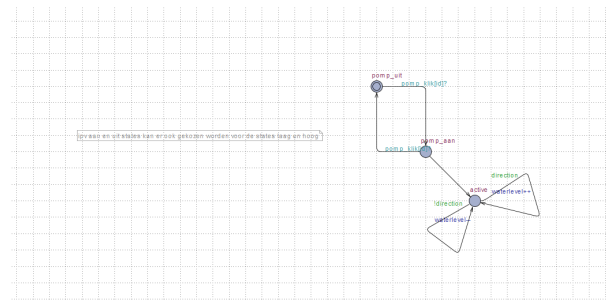 pomp_uit
pomp_klik[id]?
ipv aan en uit states kan er ook gekozen worden voor de states laag en hoog
pomp_aan
pomp_klik[id]
direction
active
waterlevel++
!direction
waterlevel--